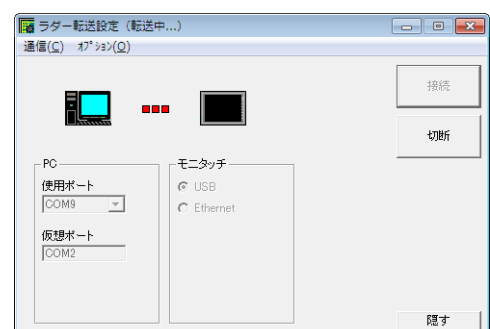 ラダー転送設定（転送中...）
通信(C) ｵﾌﾟｼｮﾝ(O)
接続
切断
PC
使用ポート
COM9
仮想ポート
COM2
モニタッチ
USB
Ethernet
隠す